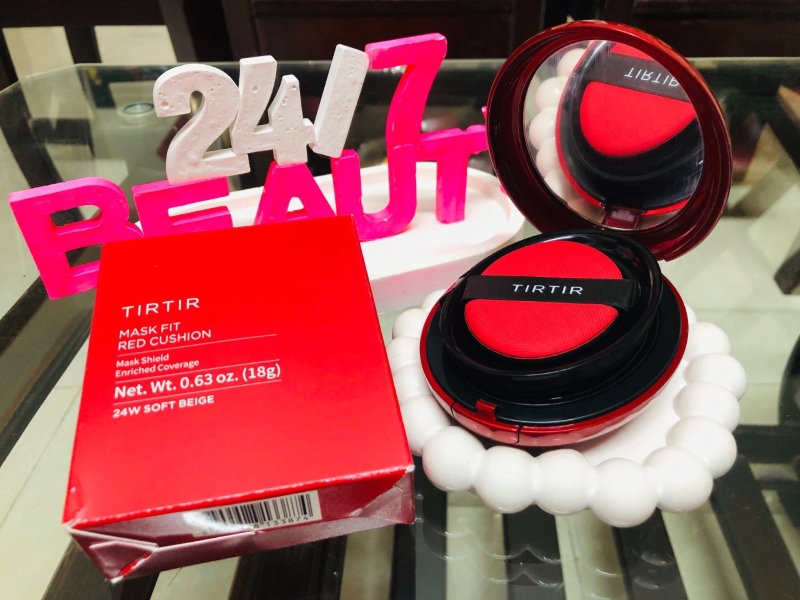 24/7
BEAUT
TIRTIR
MASK FIT
RED CUSHION
Mask Shield
Enriched Coverage
Net. Wt. 0.63 oz. (18g)
24W SOFT BEIGE
TIRTIR
TIRTIR